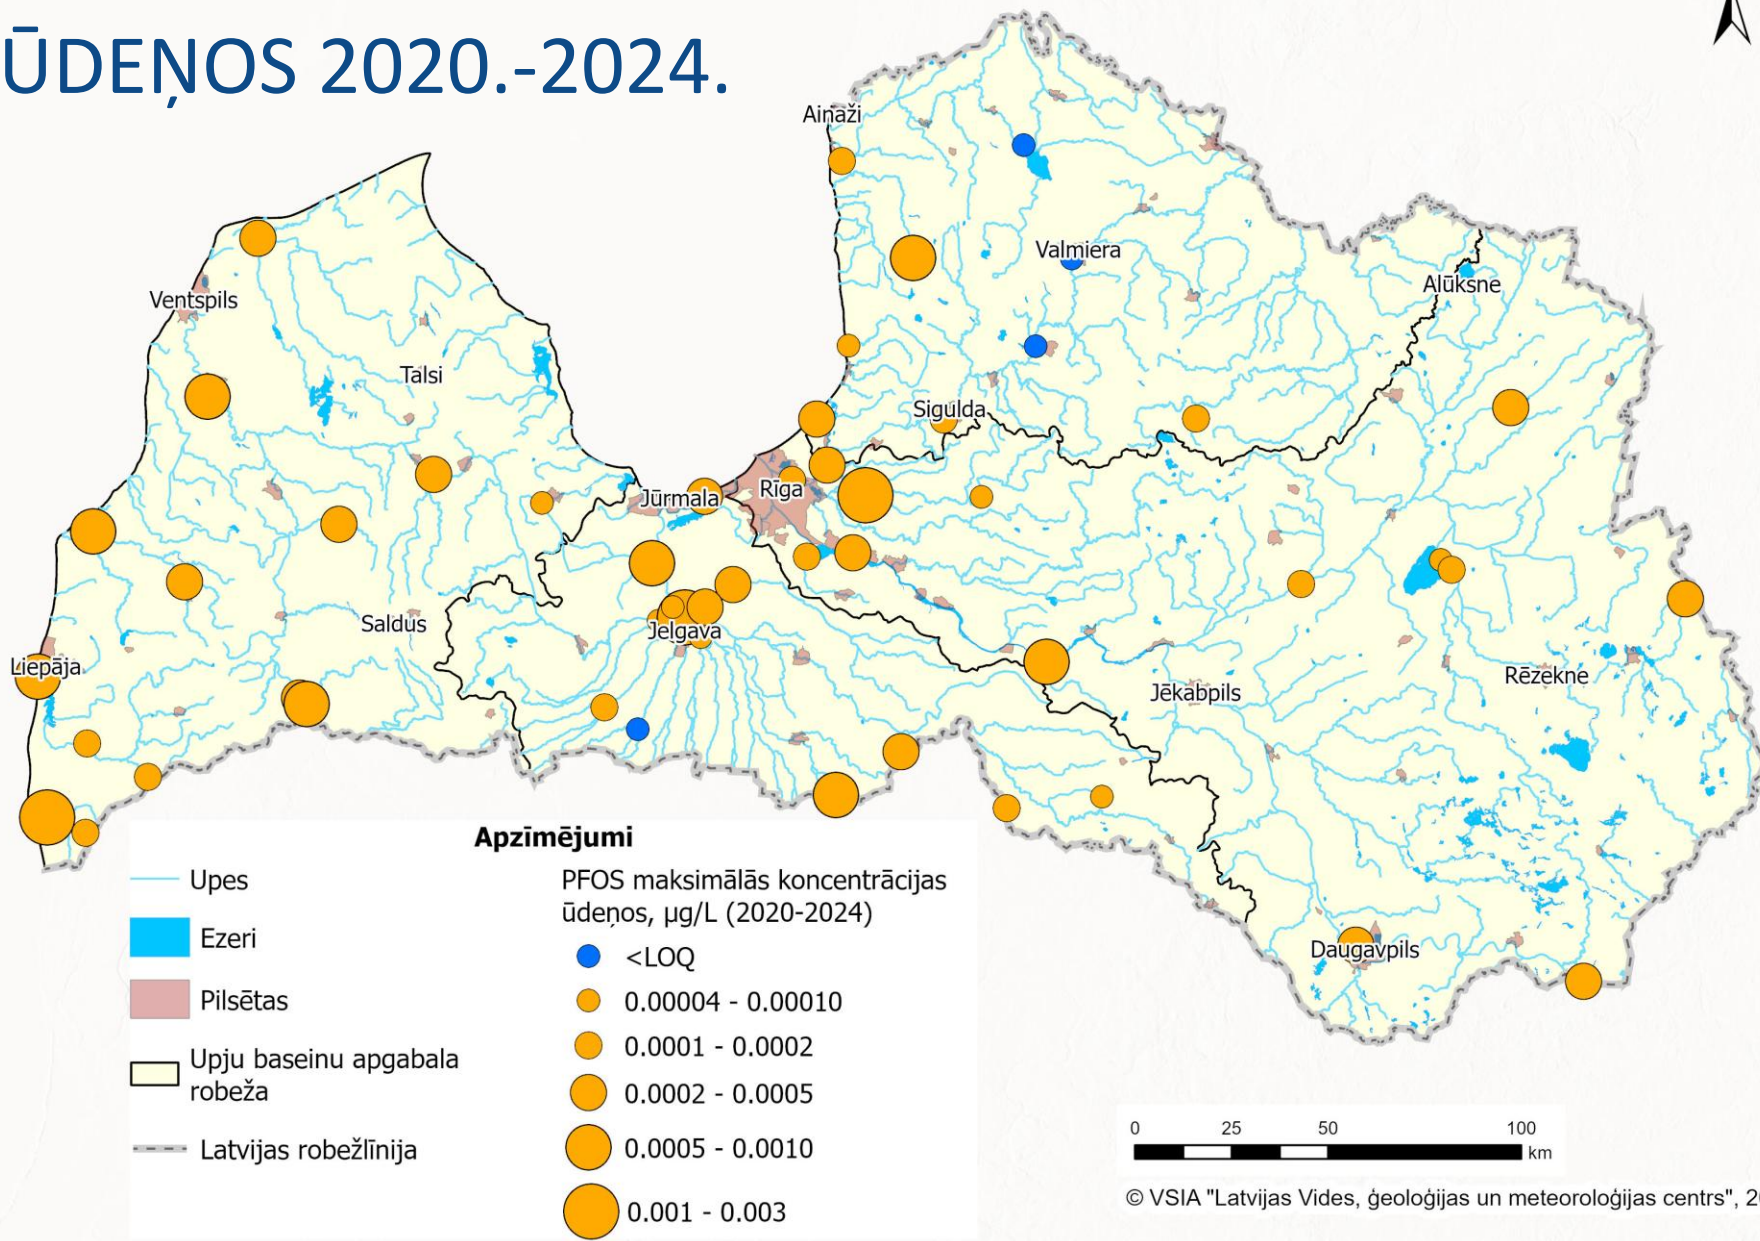 ŪDEŅOS 2020.-2024.
Ainaži
Valmiera
Alūksne
Ventspils
Talsi
Sigulda
Jūrmala
Rīga
Saldus
Jelgava
Liepāja
Jēkabpils
Rēzekne
Daugavpils
Apzīmējumi
Upes
Ezeri
Pilsētas
Upju baseinu apgabala
robeža
Latvijas robežlīnija
PFOS maksimālās koncentrācijas
ūdeņos, µg/L (2020-2024)
<LOQ
0.00004 - 0.00010
0.0001 - 0.0002
0.0002 - 0.0005
0.0005 - 0.0010
0.001 - 0.003
0 25 50 100
km
© VSIA "Latvijas Vides, ģeoloģijas un meteoroloģijas centrs",